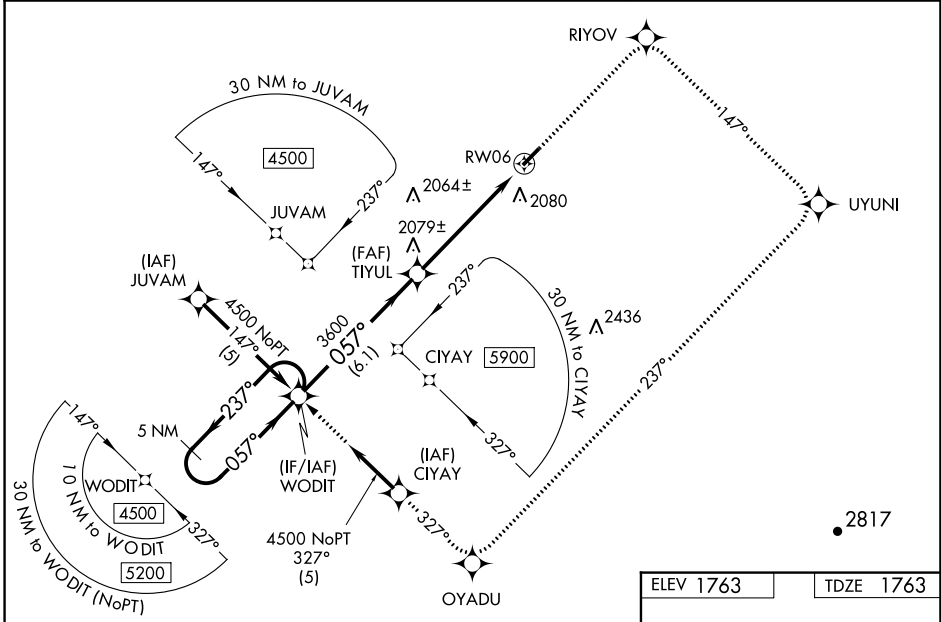 RIYOV
147°
UYUNI
237°
RW06
2064±
2080
2079±
30 NM to JUVAM
4500
147°
237°
JUVAM
(FAF)
TIYUL
(IAF)
JUVAM
4500 NoPT
147°
(5)
3600
057°
(6.1)
237°
30 NM to CIYAY
2436
CIYAY
5900
327°
237°
057°
5 NM
(IF/IAF)
WODIT
(IAF)
CIYAY
4500 NoPT
327°
(5)
327°
OYADU
147°
WODIT
4500
10 NM to WODIT
327°
5200
30 NM to WODIT (NoPT)
2817
ELEV 1763
TDZE 1763